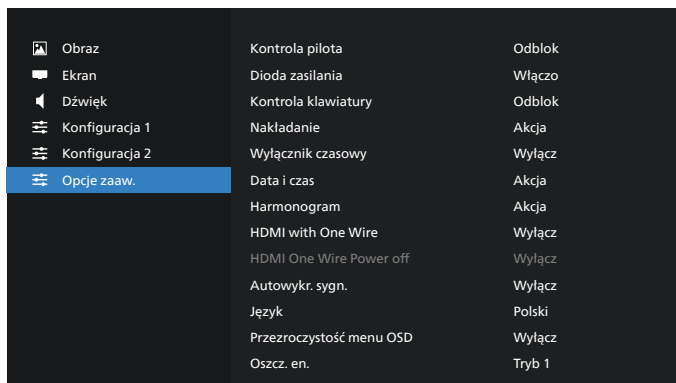 Obraz
Ekran
Dźwięk
Konfiguracja 1
Konfiguracja 2
Opcje zaaw.
Kontrola pilota Odblok
Dioda zasilania Włączo
Kontrola klawiatury Odblok
Nakładanie Akcja
Wyłącznik czasowy Wyłącz
Data i czas Akcja
Harmonogram Akcja
HDMI with One Wire Wyłącz
HDMI One Wire Power off Wyłącz
Autowykr. sygn. Wyłącz
Język Polski
Przezroczystość menu OSD Wyłącz
Oszcz. en. Tryb 1